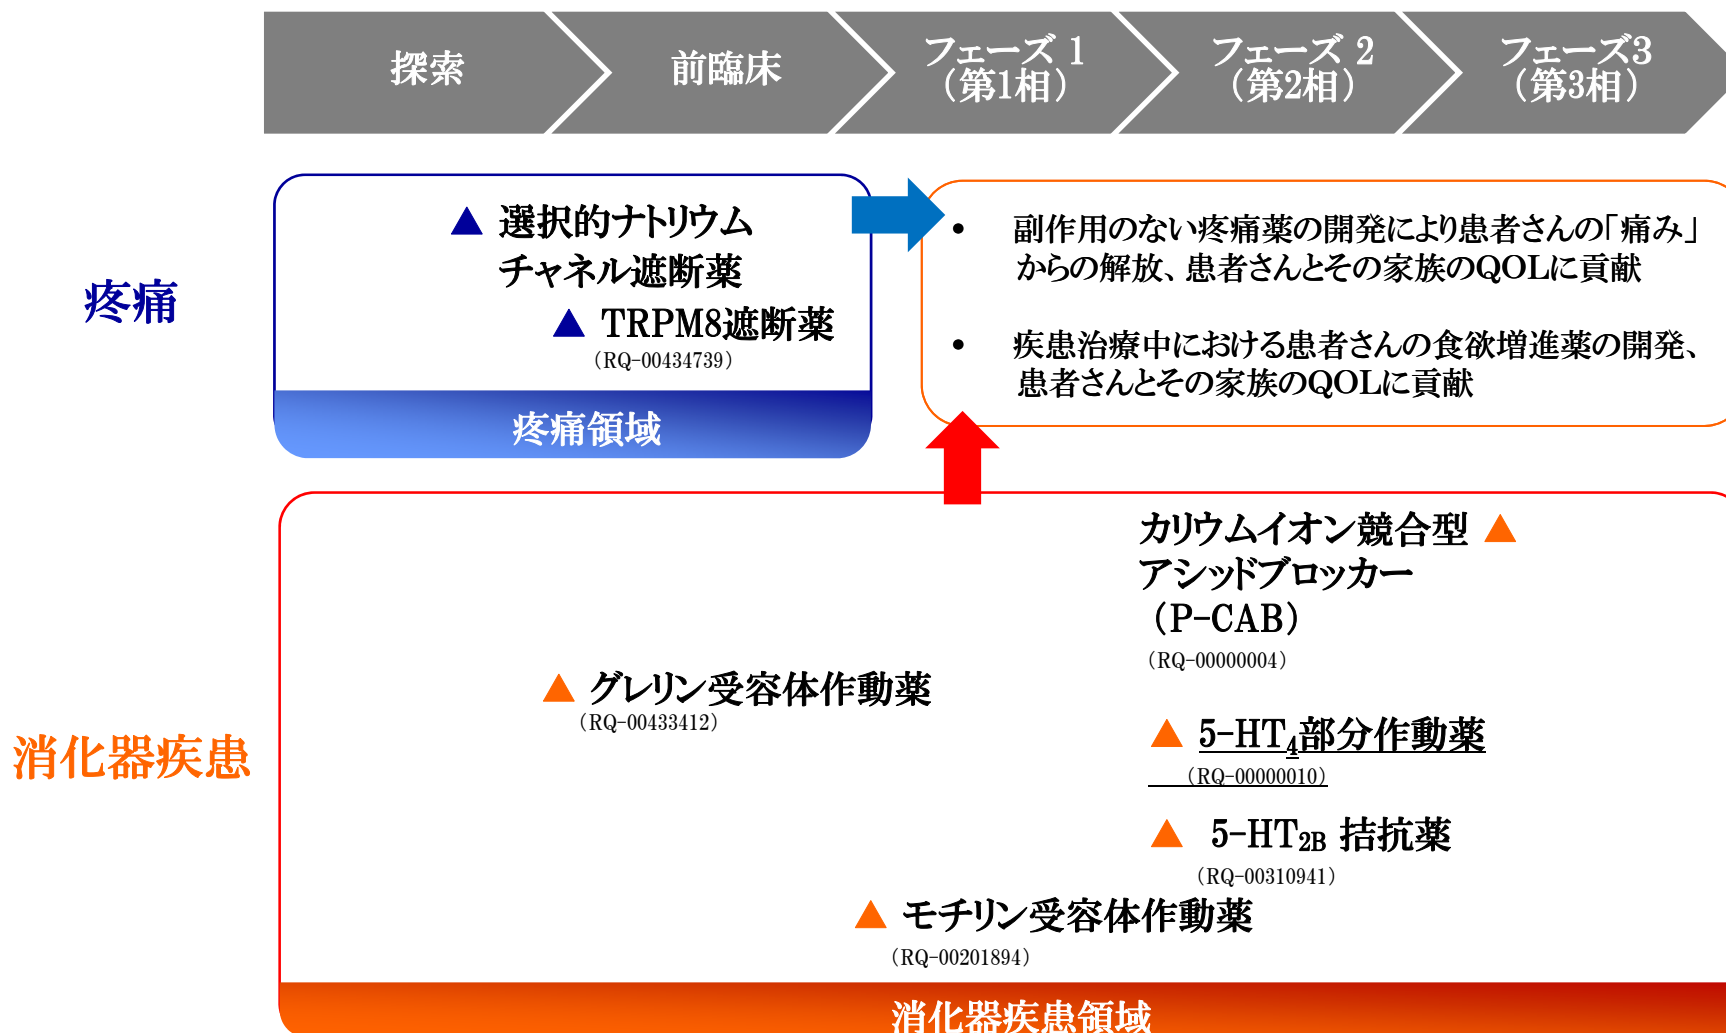 探索
前臨床
フェーズ 1
（第1相）
フェーズ 2
（第2相）
フェーズ3
（第3相）
疼痛
▲ 選択的ナトリウム
チャネル遮断薬
▲ TRPM8遮断薬
（RQ-00434739）
疼痛領域
• 副作用のない疼痛薬の開発により患者さんの「痛み」
からの解放、患者さんとその家族のQOLに貢献
• 疾患治療中における患者さんの食欲増進薬の開発、
患者さんとその家族のQOLに貢献
消化器疾患
カリウムイオン競合型 ▲
アシッドブロッカー
（P-CAB）
（RQ-00000004）
▲ グレリン受容体作動薬
（RQ-00433412）
▲ 5-HT4部分作動薬
（RQ-00000010）
▲ 5-HT2B 拮抗薬
（RQ-00310941）
▲ モチリン受容体作動薬
（RQ-00201894）
消化器疾患領域